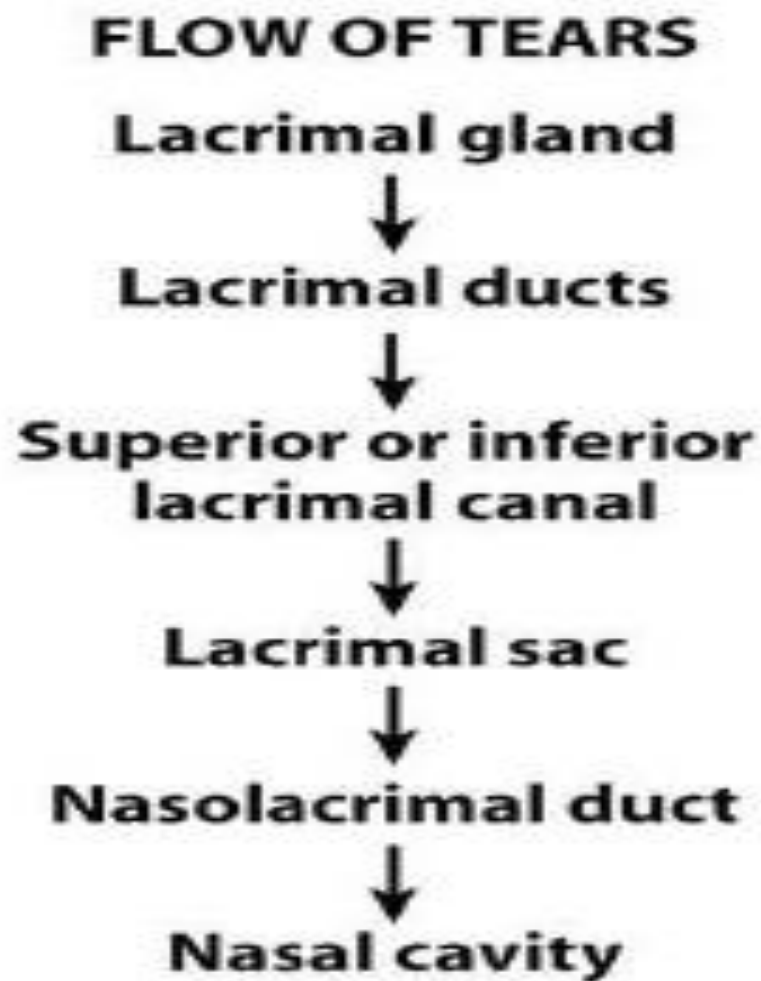 FLOW OF TEARS
Lacrimal gland
Lacrimal ducts
Superior or inferior
lacrimal canal
Lacrimal sac
Nasolacrimal duct
Nasal cavity